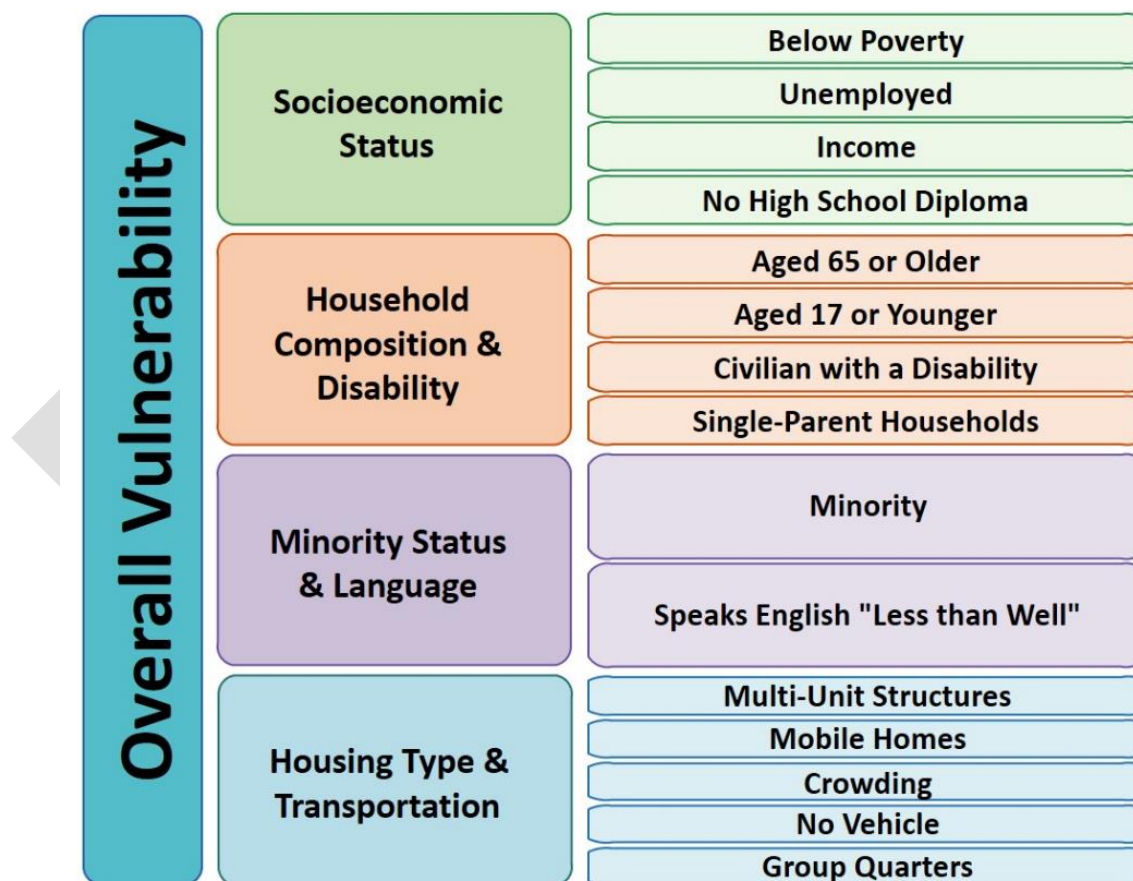 Overall Vulnerability
Socioeconomic
Status
Below Poverty
Unemployed
Income
No High School Diploma
Household
Composition &
Disability
Aged 65 or Older
Aged 17 or Younger
Civilian with a Disability
Single-Parent Households
Minority Status
& Language
Minority
Speaks English "Less than Well"
Housing Type &
Transportation
Multi-Unit Structures
Mobile Homes
Crowding
No Vehicle
Group Quarters